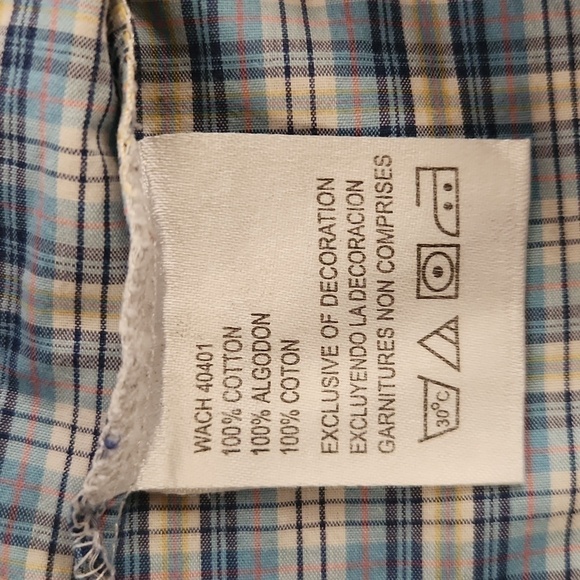 WACH 40401
100% COTTON
100% ALGODON
100% COTON
EXCLUSIVE OF DECORATION
EXCLUYENDO LA DECORACION
GARNITURES NON COMPRISES
30°C